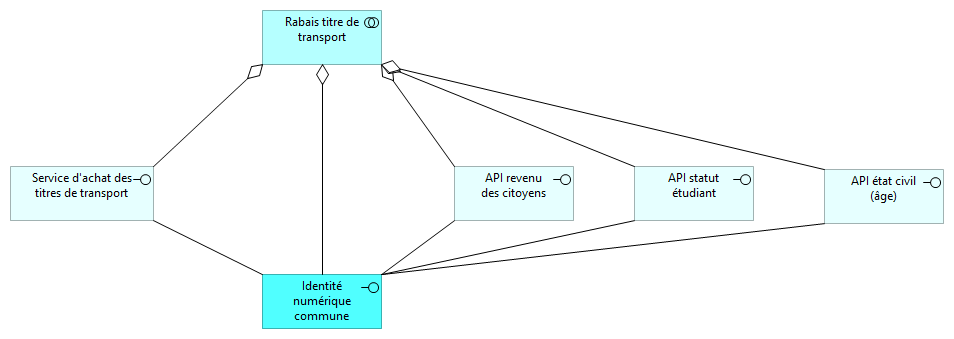 Rabais titre de
transport
Service d'achat des
titres de transport
API revenu
des citoyens
API statut
étudiant
API état civil
(âge)
Identité
numérique
commune